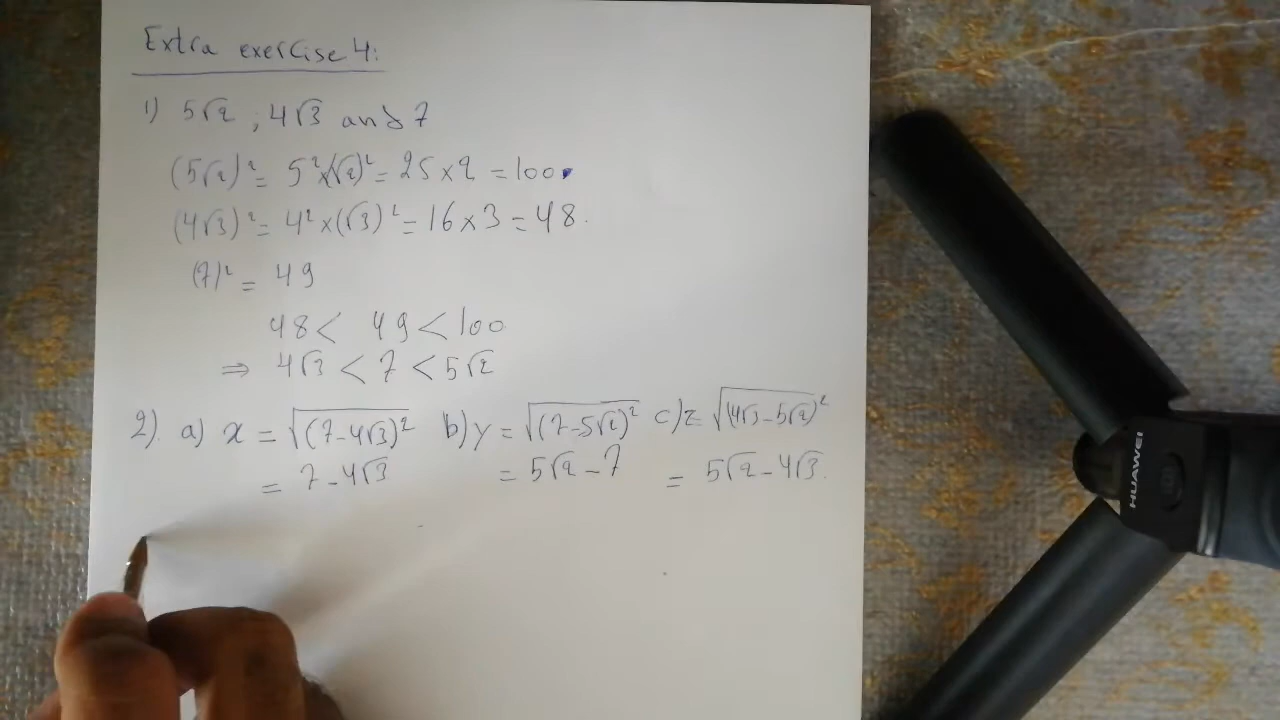 Extra exercise 4:
1) 5√2 ; 4√3 and 7
(5√2)² = 5²×(√2)² = 25 × 2 = 100.
(4√3)² = 4² × (√3)² = 16 × 3 = 48.
(7)² = 49
48 < 49 < 100
⇒ 4√3 < 7 < 5√2
2). a) x = √(7-4√3)² b) y = √(7-5√2)² c) z = √(4√3-5√2)²
= 7-4√3 = 5√2-7 = 5√2-4√3.
HUAWEI